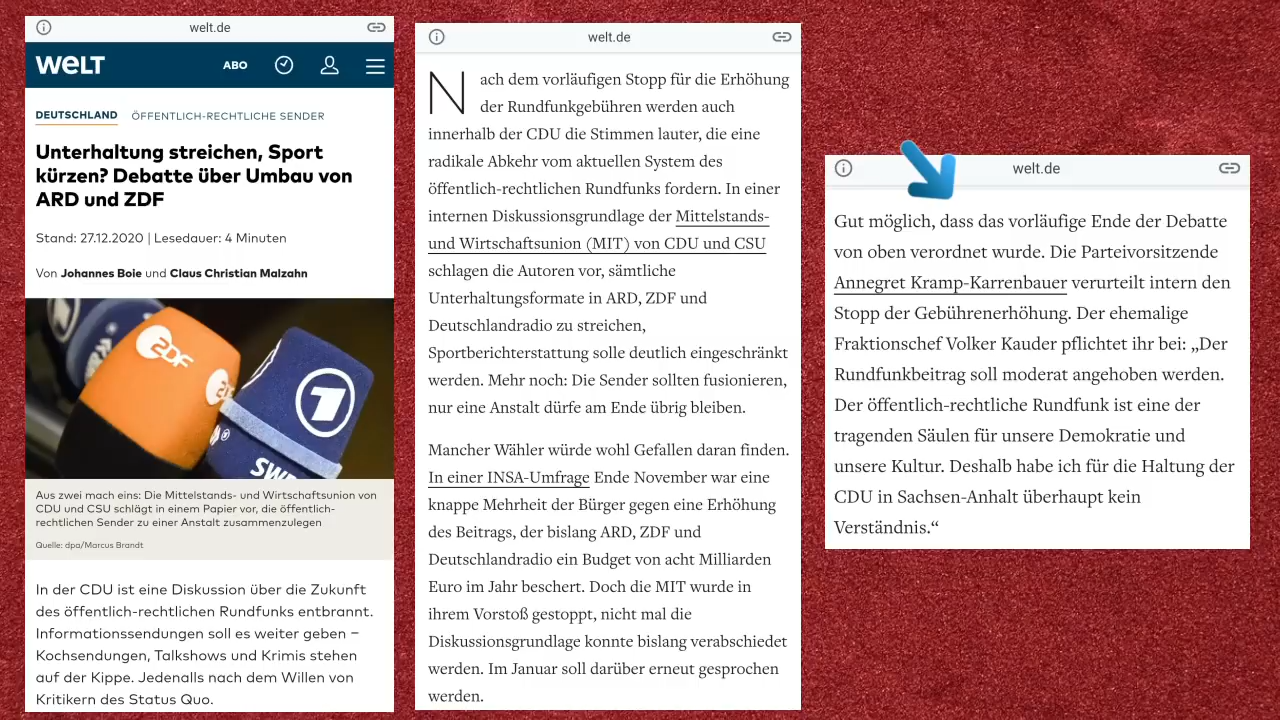 welt.de
WELT
ABO
DEUTSCHLAND ÖFFENTLICH-RECHTLICHE SENDER
Unterhaltung streichen, Sport
kürzen? Debatte über Umbau von
ARD und ZDF
Stand: 27.12.2020 | Lesedauer: 4 Minuten
Von Johannes Boie und Claus Christian Malzahn
ZDF
1
SWR
Aus zwei mach eins: Die Mittelstands- und Wirtschaftsunion von
CDU und CSU schlägt in einem Papier vor, die öffentlich-
rechtlichen Sender zu einer Anstalt zusammenzulegen
Quelle: dpa/Marcus Brandt
In der CDU ist eine Diskussion über die Zukunft
des öffentlich-rechtlichen Rundfunks entbrannt.
Informationssendungen soll es weiter geben –
Kochsendungen, Talkshows und Krimis stehen
auf der Kippe. Jedenalls nach dem Willen von
Kritikern des Status Quo.
welt.de
Nach dem vorläufigen Stopp für die Erhöhung
der Rundfunkgebühren werden auch
innerhalb der CDU die Stimmen lauter, die eine
radikale Abkehr vom aktuellen System des
öffentlich-rechtlichen Rundfunks fordern. In einer
internen Diskussionsgrundlage der Mittelstands-
und Wirtschaftsunion (MIT) von CDU und CSU
schlagen die Autoren vor, sämtliche
Unterhaltungsformate in ARD, ZDF und
Deutschlandradio zu streichen,
Sportberichterstattung solle deutlich eingeschränkt
werden. Mehr noch: Die Sender sollten fusionieren,
nur eine Anstalt dürfe am Ende übrig bleiben.
Mancher Wähler würde wohl Gefallen daran finden.
In einer INSA-Umfrage Ende November war eine
knappe Mehrheit der Bürger gegen eine Erhöhung
des Beitrags, der bislang ARD, ZDF und
Deutschlandradio ein Budget von acht Milliarden
Euro im Jahr beschert. Doch die MIT wurde in
ihrem Vorstoß gestoppt, nicht mal die
Diskussionsgrundlage konnte bislang verabschiedet
werden. Im Januar soll darüber erneut gesprochen
werden.
welt.de
Gut möglich, dass das vorläufige Ende der Debatte
von oben verordnet wurde. Die Parteivorsitzende
Annegret Kramp-Karrenbauer verurteilt intern den
Stopp der Gebührenerhöhung. Der ehemalige
Fraktionschef Volker Kauder pflichtet ihr bei: „Der
Rundfunkbeitrag soll moderat angehoben werden.
Der öffentlich-rechtliche Rundfunk ist eine der
tragenden Säulen für unsere Demokratie und
unsere Kultur. Deshalb habe ich für die Haltung der
CDU in Sachsen-Anhalt überhaupt kein
Verständnis.“